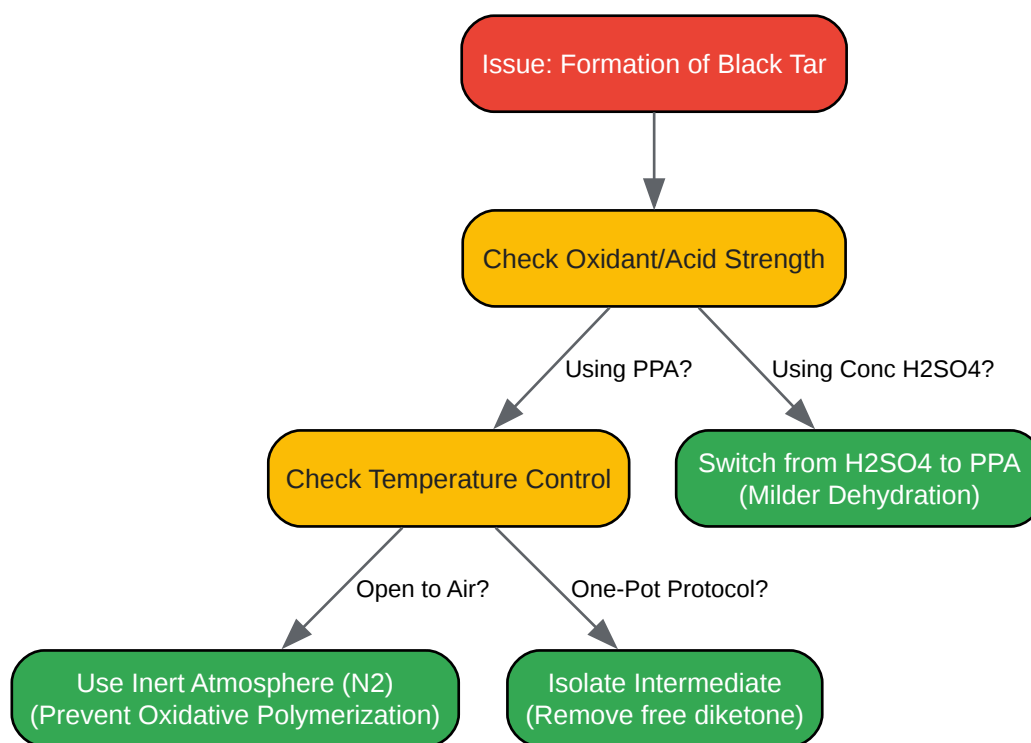 Issue: Formation of Black Tar
Check Oxidant/Acid Strength
Using PPA?
Using Conc H2SO4?
Check Temperature Control
Switch from H2SO4 to PPA
(Milder Dehydration)
Open to Air?
One-Pot Protocol?
Use Inert Atmosphere (N2)
(Prevent Oxidative Polymerization)
Isolate Intermediate
(Remove free diketone)